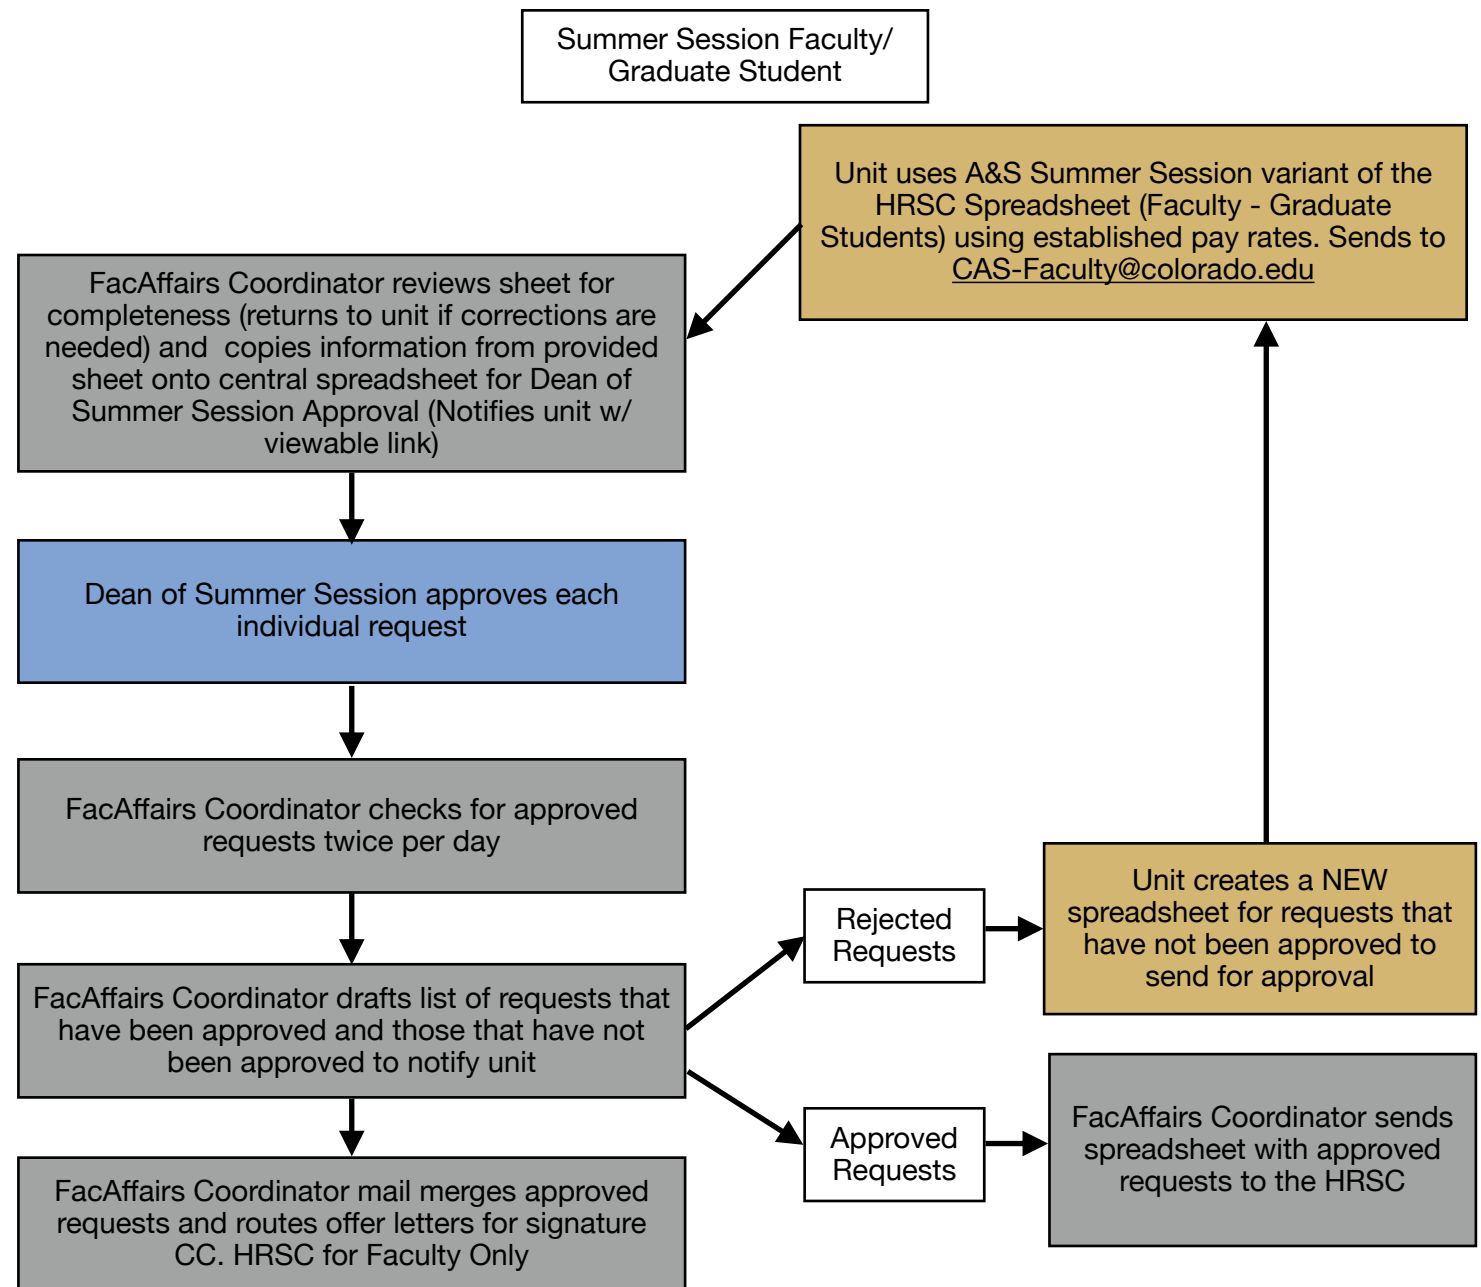 Summer Session Faculty/
Graduate Student
Unit uses A&S Summer Session variant of the
HRSC Spreadsheet (Faculty - Graduate
Students) using established pay rates. Sends to
CAS-Faculty@colorado.edu
FacAffairs Coordinator reviews sheet for
completeness (returns to unit if corrections are
needed) and  copies information from provided
sheet onto central spreadsheet for Dean of
Summer Session Approval (Notifies unit w/
viewable link)
Dean of Summer Session approves each
individual request
FacAffairs Coordinator checks for approved
requests twice per day
FacAffairs Coordinator drafts list of requests that
have been approved and those that have not
been approved to notify unit
Rejected
Requests
Unit creates a NEW
spreadsheet for requests that
have not been approved to
send for approval
Approved
Requests
FacAffairs Coordinator sends
spreadsheet with approved
requests to the HRSC
FacAffairs Coordinator mail merges approved
requests and routes offer letters for signature
CC. HRSC for Faculty Only